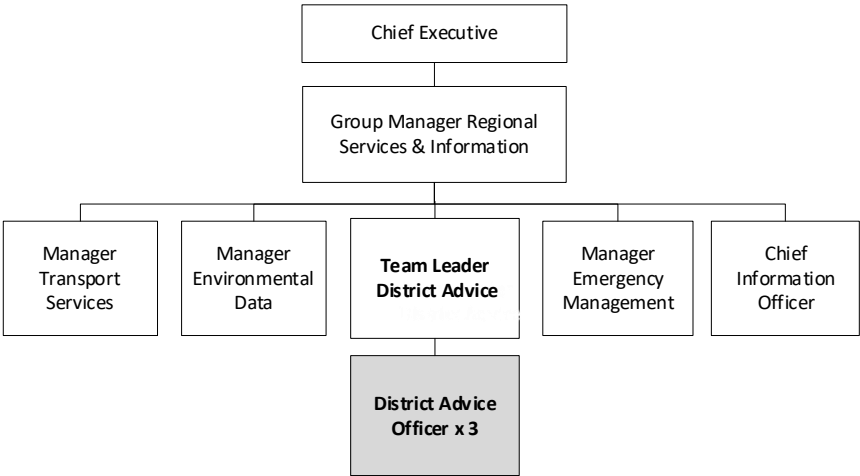 Chief Executive
Group Manager Regional
Services & Information
Manager
Transport
Services
Manager
Environmental
Data
Team Leader
District Advice
Manager
Emergency
Management
Chief
Information
Officer
District Advice
Officer x 3